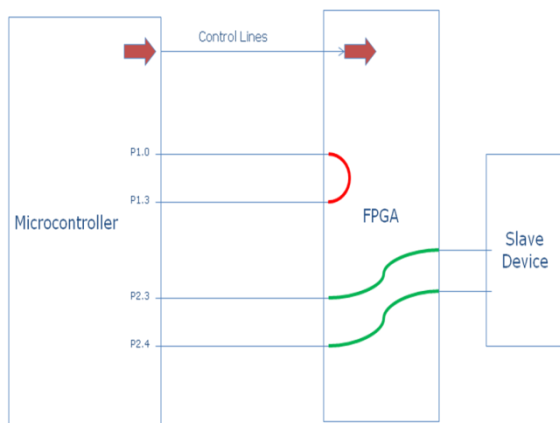 Control Lines
P1.0
P1.3
Microcontroller
FPGA
Slave
Device
P2.3
P2.4